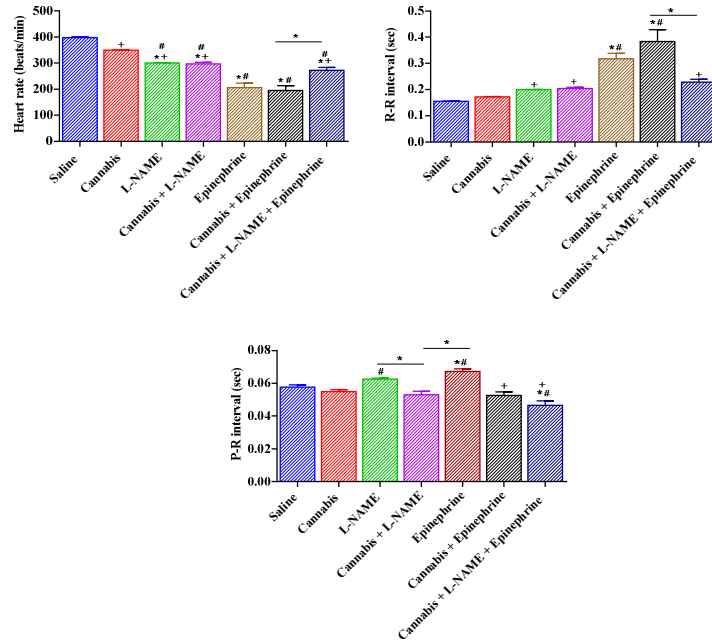 Heart rate (beats/min)
500
400
300
200
100
0
+
#
*+
#
*+
*#
*#
*
#
*+
Saline
Cannabis
L-NAME
Cannabis + L-NAME
Epinephrine
Cannabis + Epinephrine
Cannabis + L-NAME + Epinephrine
R-R interval (sec)
0.5
0.4
0.3
0.2
0.1
0.0
+
+
*#
*#
*
+
Saline
Cannabis
L-NAME
Cannabis + L-NAME
Epinephrine
Cannabis + Epinephrine
Cannabis + L-NAME + Epinephrine
P-R interval (sec)
0.08
0.06
0.04
0.02
0.00
#
*
*
*#
+
+
*#
Saline
Cannabis
L-NAME
Cannabis + L-NAME
Epinephrine
Cannabis + Epinephrine
Cannabis + L-NAME + Epinephrine